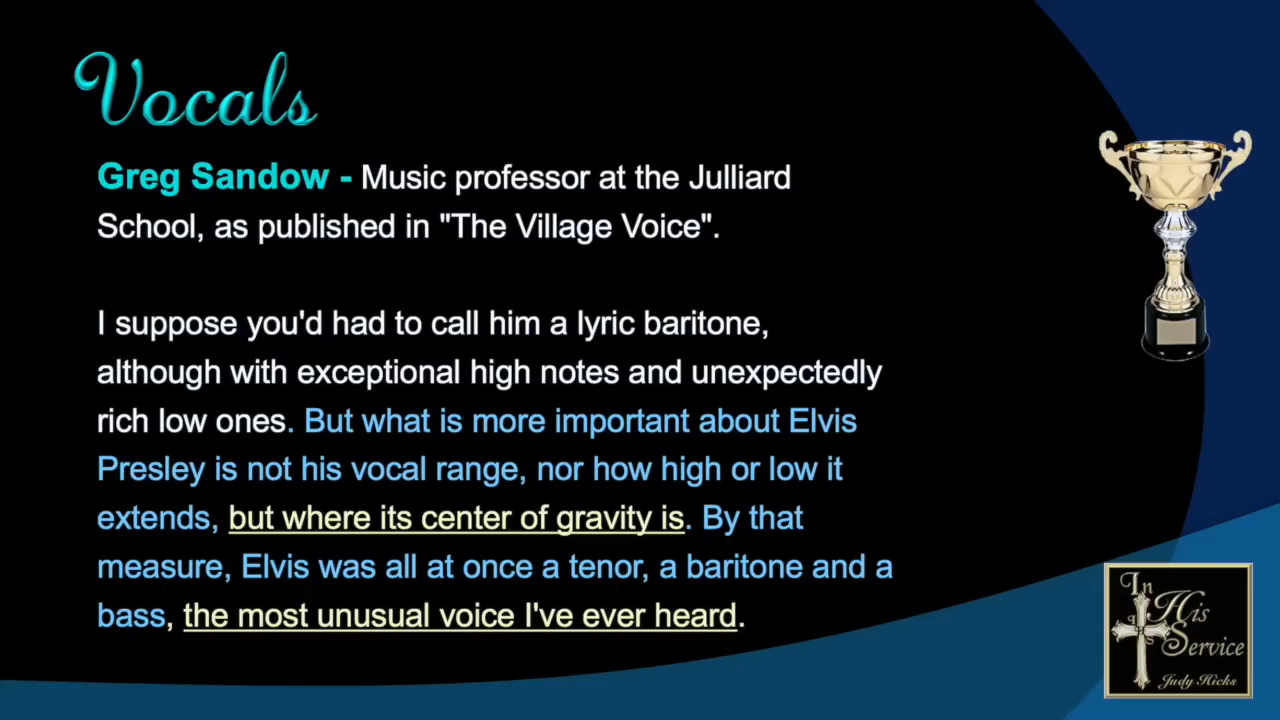 Vocals
Greg Sandow - Music professor at the Julliard
School, as published in "The Village Voice".
I suppose you'd had to call him a lyric baritone,
although with exceptional high notes and unexpectedly
rich low ones. But what is more important about Elvis
Presley is not his vocal range, nor how high or low it
extends, but where its center of gravity is. By that
measure, Elvis was all at once a tenor, a baritone and a
bass, the most unusual voice I've ever heard.
In
His
Service
Judy Hicks